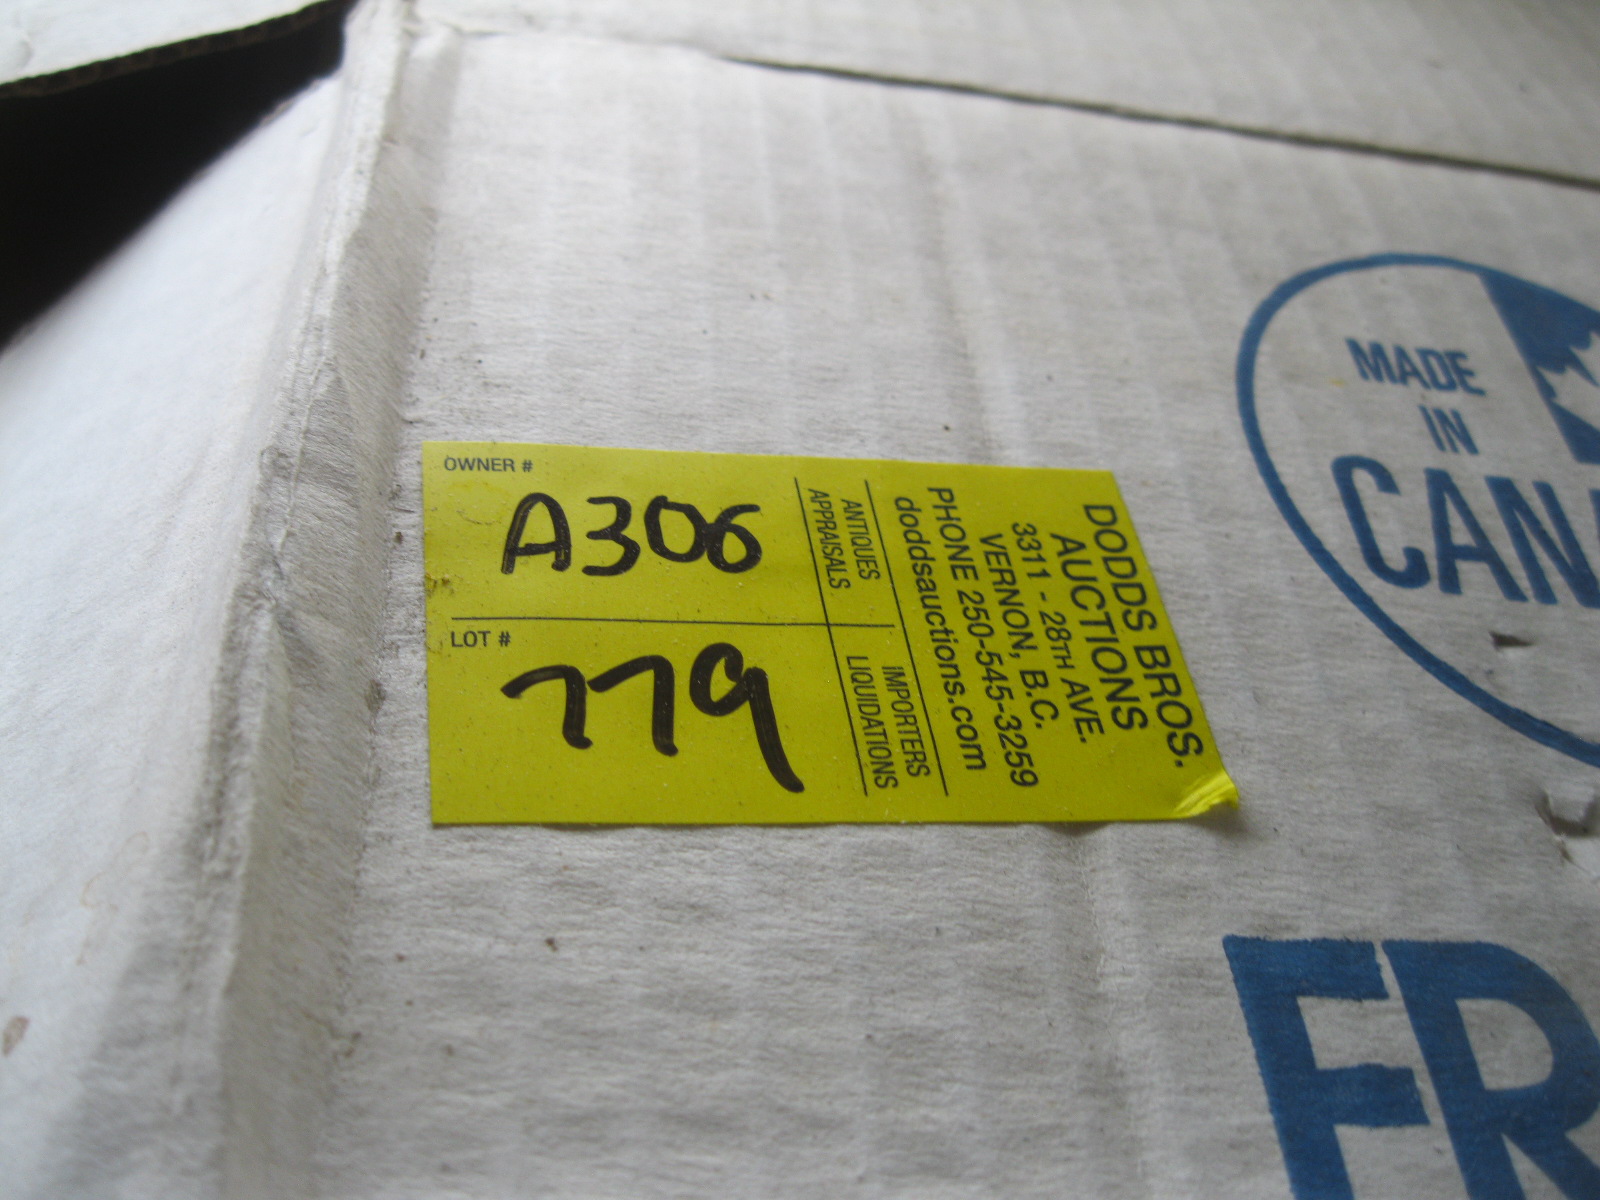 OWNER #
A306
LOT #
779
ANTIQUES
APPRAISALS
IMPORTERS
LIQUIDATIONS
DODDS BROS.
AUCTIONS
3311 - 28TH AVE.
VERNON, B.C.
PHONE 250-545-3259
doddsauctions.com
MADE
IN
CANA
FR